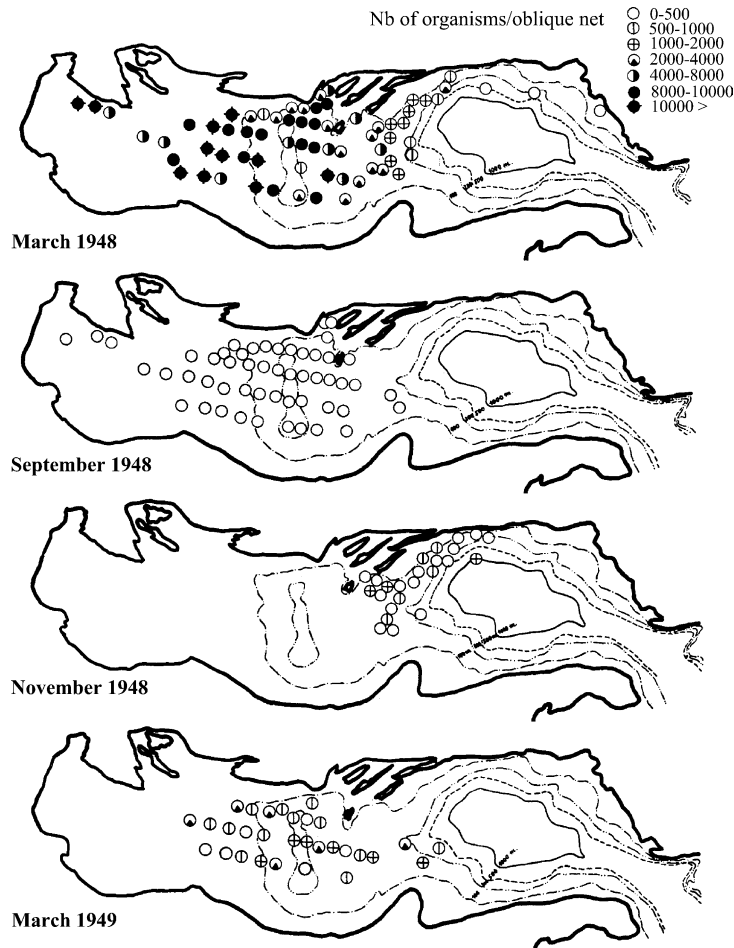 Nb of organisms/oblique net
0-500
500-1000
1000-2000
2000-4000
4000-8000
8000-10000
10000 >
March 1948
September 1948
November 1948
March 1949